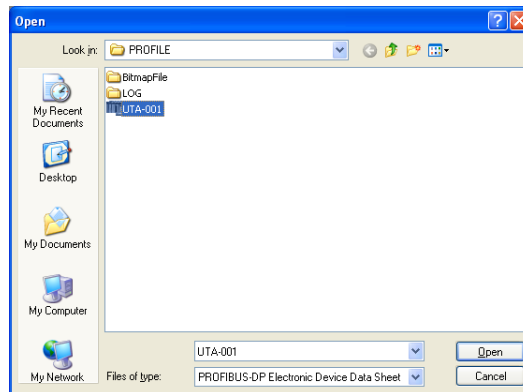 Open
Look in: PROFILE
BitmapFile
LOG
UTA-001
My Recent
Documents
Desktop
My Documents
My Computer
My Network
UTA-001
Open
Files of type: PROFIBUS-DP Electronic Device Data Sheet
Cancel